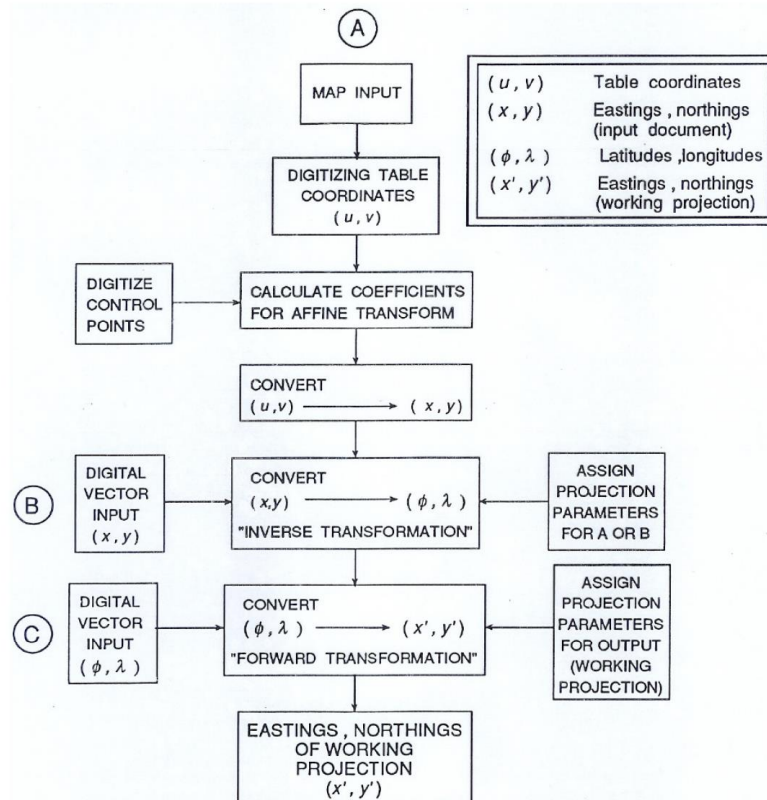 A
MAP INPUT
(u, v) Table coordinates
(x, y) Eastings, northings
(input document)
(ϕ, λ) Latitudes, longitudes
(x', y') Eastings, northings
(working projection)
DIGITIZING TABLE
COORDINATES
(u, v)
DIGITIZE
CONTROL
POINTS
CALCULATE COEFFICIENTS
FOR AFFINE TRANSFORM
CONVERT
(u,v) (x, y)
B
DIGITAL
VECTOR
INPUT
(x, y)
CONVERT
(x,y) (ϕ, λ)
"INVERSE TRANSFORMATION"
ASSIGN
PROJECTION
PARAMETERS
FOR A OR B
C
DIGITAL
VECTOR
INPUT
(ϕ, λ)
CONVERT
(ϕ, λ) (x', y')
"FORWARD TRANSFORMATION"
ASSIGN
PROJECTION
PARAMETERS
FOR OUTPUT
(WORKING
PROJECTION)
EASTINGS, NORTHINGS
OF WORKING
PROJECTION
(x', y')